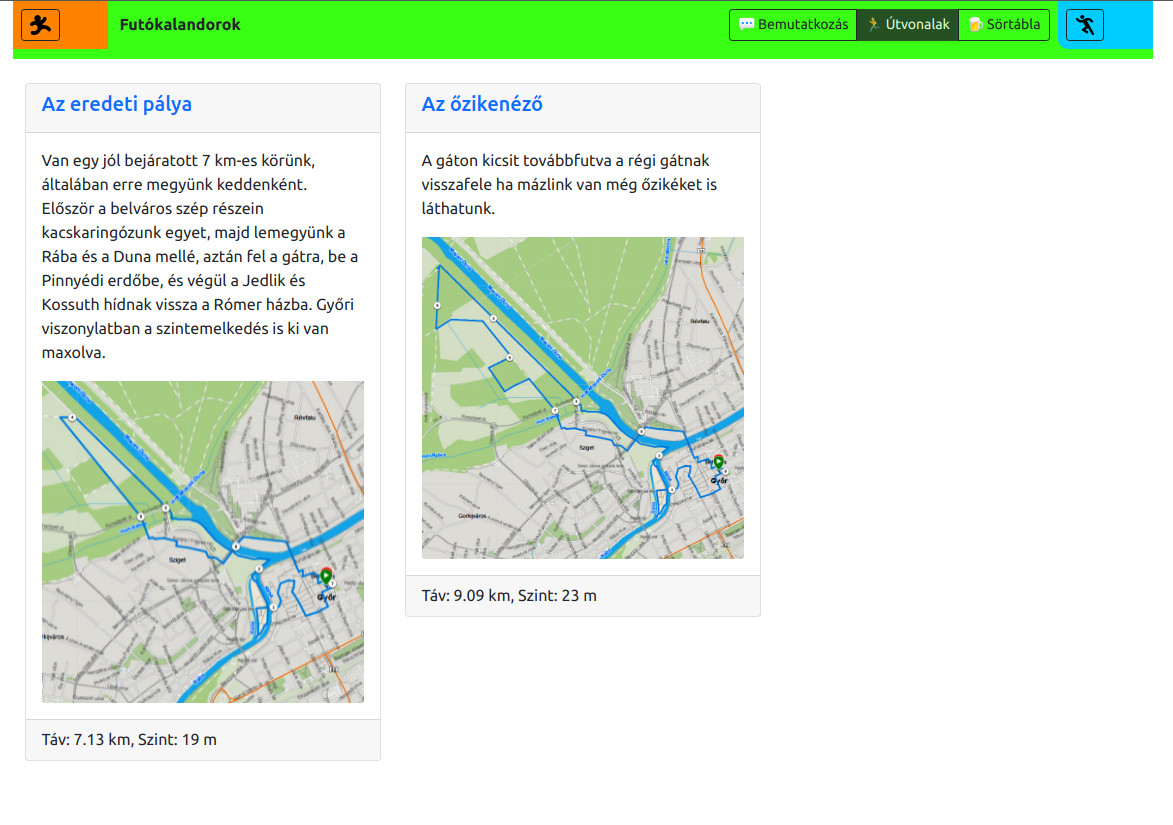 Futókalandorok
Bemutatkozás
Útvonalak
Sörtábla
Az eredeti pálya
Van egy jól bejáratott 7 km-es körünk,
általában erre megyünk keddenként.
Először a belváros szép részein
kacskaringózunk egyet, majd lemegyünk a
Rába és a Duna mellé, aztán fel a gátra, be a
Pinnyédi erdőbe, és végül a Jedlik és
Kossuth hídnak vissza a Rómer házba. Győri
viszonylatban a szintemelkedés is ki van
maxolva.
Révfalu
Sziget
Győr
Táv: 7.13 km, Szint: 19 m
Az őzikenéző
A gáton kicsit továbbfutva a régi gátnak
visszafele ha mázlink van még őzikéket is
láthatunk.
Révfalu
Sziget
Győr
Gorkijváros
Táv: 9.09 km, Szint: 23 m